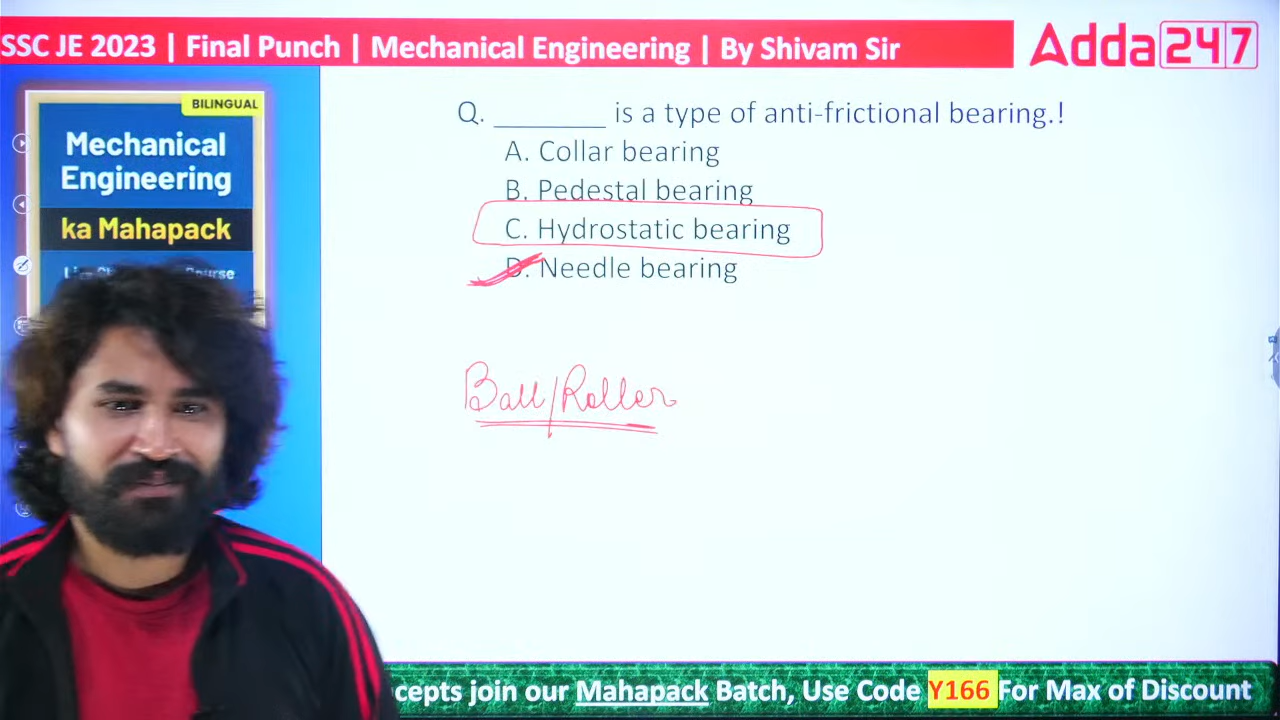 SSC JE 2023 | Final Punch | Mechanical Engineering | By Shivam Sir
Adda247
BILINGUAL
Mechanical
Engineering
ka Mahapack
Q. ________ is a type of anti-frictional bearing.!
A. Collar bearing
B. Pedestal bearing
C. Hydrostatic bearing
D. Needle bearing
Ball/Roller
cepts join our Mahapack Batch, Use Code Y166 For Max of Discount